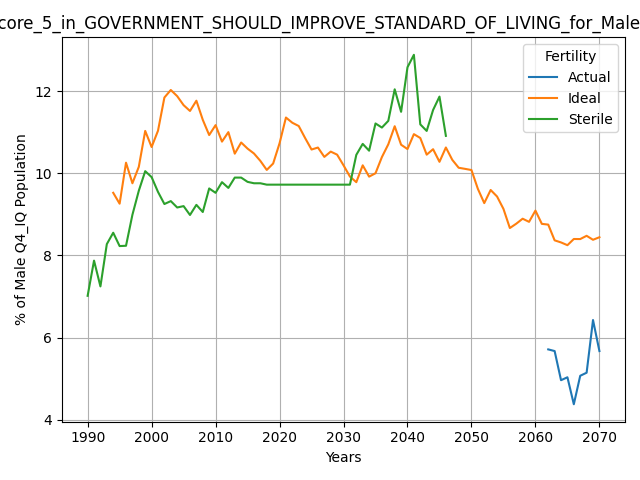 core_5_in_GOVERNMENT_SHOULD_IMPROVE_STANDARD_OF_LIVING_for_Male
Fertility
Actual
Ideal
Sterile
% of Male Q4_IQ Population
12
10
8
6
4
1990 2000 2010 2020 2030 2040 2050 2060 2070
Years